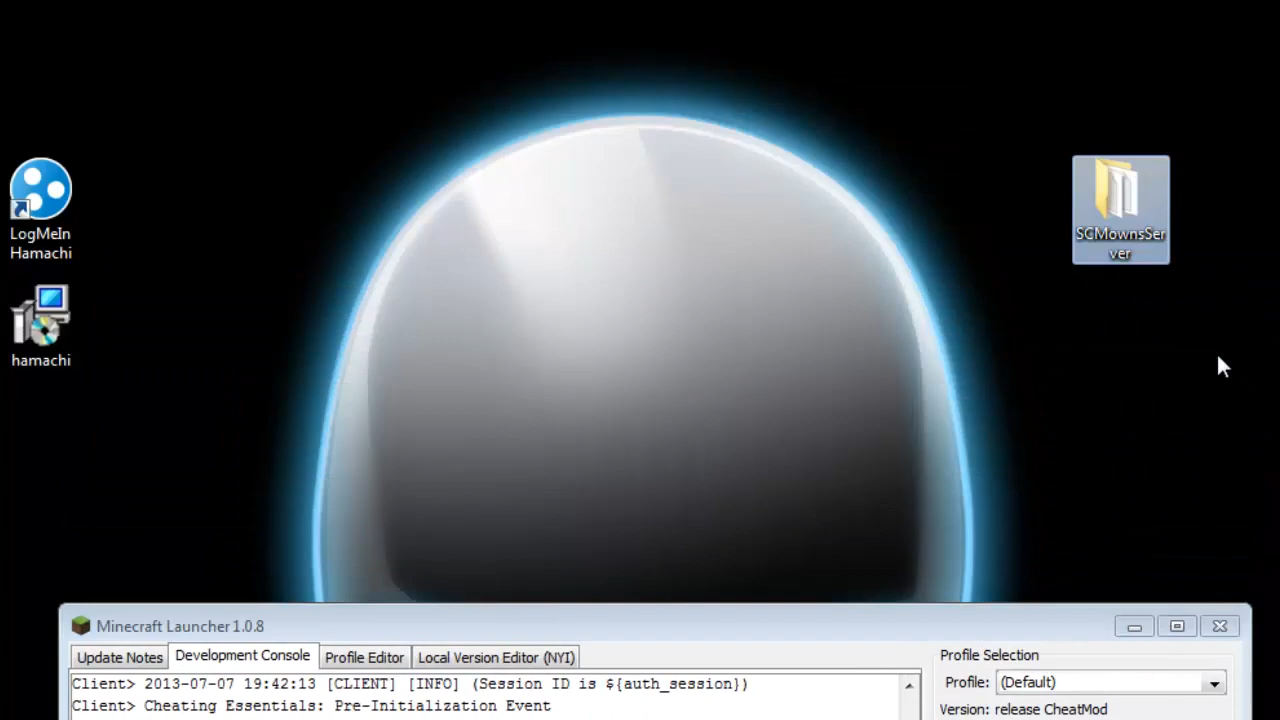 LogMeIn
Hamachi
hamachi
SCMownsSer
ver
Minecraft Launcher 1.0.8
Update Notes
Development Console
Profile Editor
Local Version Editor (NYI)
Client> 2013-07-07 19:42:13 [CLIENT] [INFO] (Session ID is ${auth_session})
Client> Cheating Essentials: Pre-Initialization Event
Profile Selection
Profile: (Default)
Version: release CheatMod